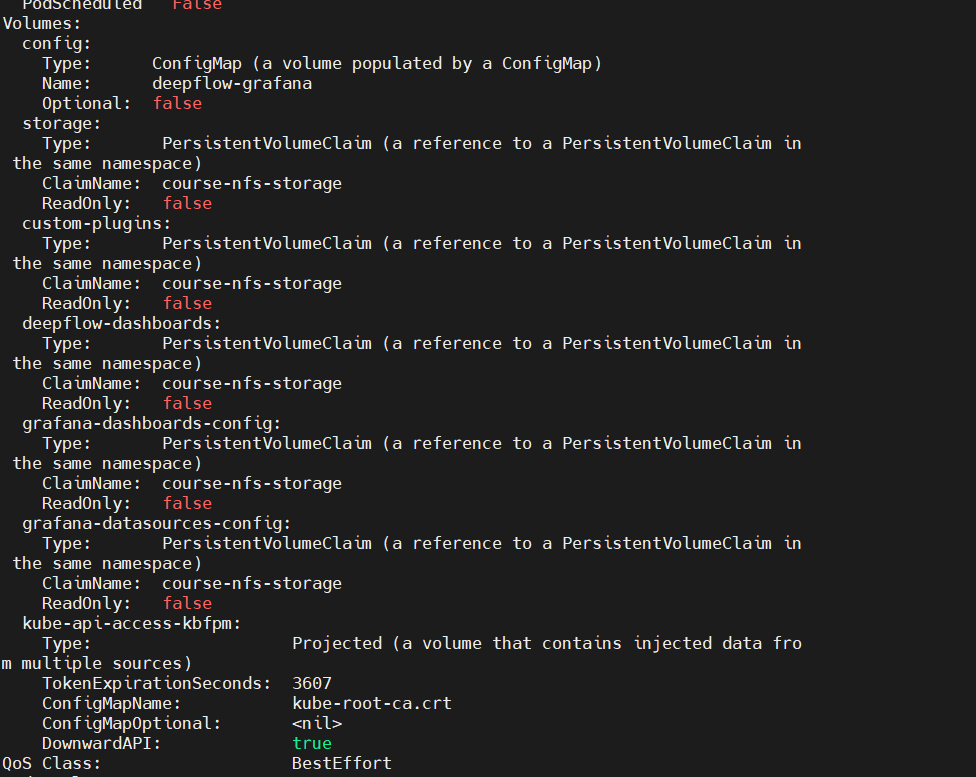 PodScheduled   False
Volumes:
  config:
    Type:      ConfigMap (a volume populated by a ConfigMap)
    Name:      deepflow-grafana
    Optional:  false
  storage:
    Type:       PersistentVolumeClaim (a reference to a PersistentVolumeClaim in
 the same namespace)
    ClaimName:  course-nfs-storage
    ReadOnly:   false
  custom-plugins:
    Type:       PersistentVolumeClaim (a reference to a PersistentVolumeClaim in
 the same namespace)
    ClaimName:  course-nfs-storage
    ReadOnly:   false
  deepflow-dashboards:
    Type:       PersistentVolumeClaim (a reference to a PersistentVolumeClaim in
 the same namespace)
    ClaimName:  course-nfs-storage
    ReadOnly:   false
  grafana-dashboards-config:
    Type:       PersistentVolumeClaim (a reference to a PersistentVolumeClaim in
 the same namespace)
    ClaimName:  course-nfs-storage
    ReadOnly:   false
  grafana-datasources-config:
    Type:       PersistentVolumeClaim (a reference to a PersistentVolumeClaim in
 the same namespace)
    ClaimName:  course-nfs-storage
    ReadOnly:   false
  kube-api-access-kbfpm:
    Type:                    Projected (a volume that contains injected data fro
m multiple sources)
    TokenExpirationSeconds:  3607
    ConfigMapName:           kube-root-ca.crt
    ConfigMapOptional:       <nil>
    DownwardAPI:             true
QoS Class:                   BestEffort